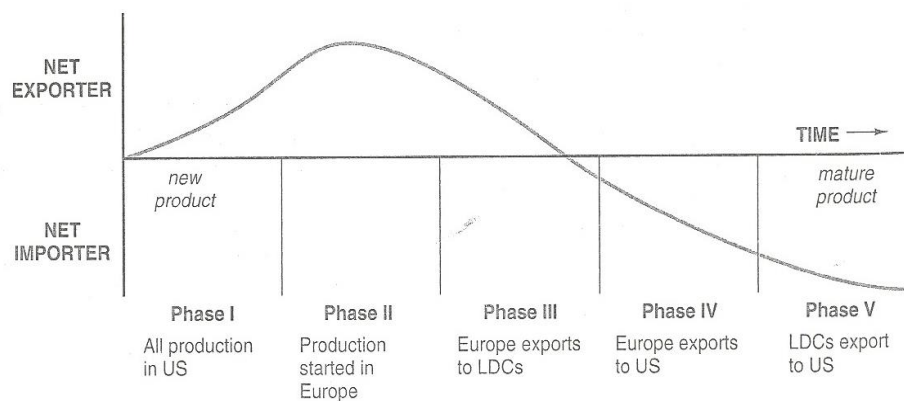 NET
EXPORTER
TIME
new
product
mature
product
NET
IMPORTER
Phase I
Phase II
Phase III
Phase IV
Phase V
All production
in US
Production
started in
Europe
Europe exports
to LDCs
Europe exports
to US
LDCs export
to US